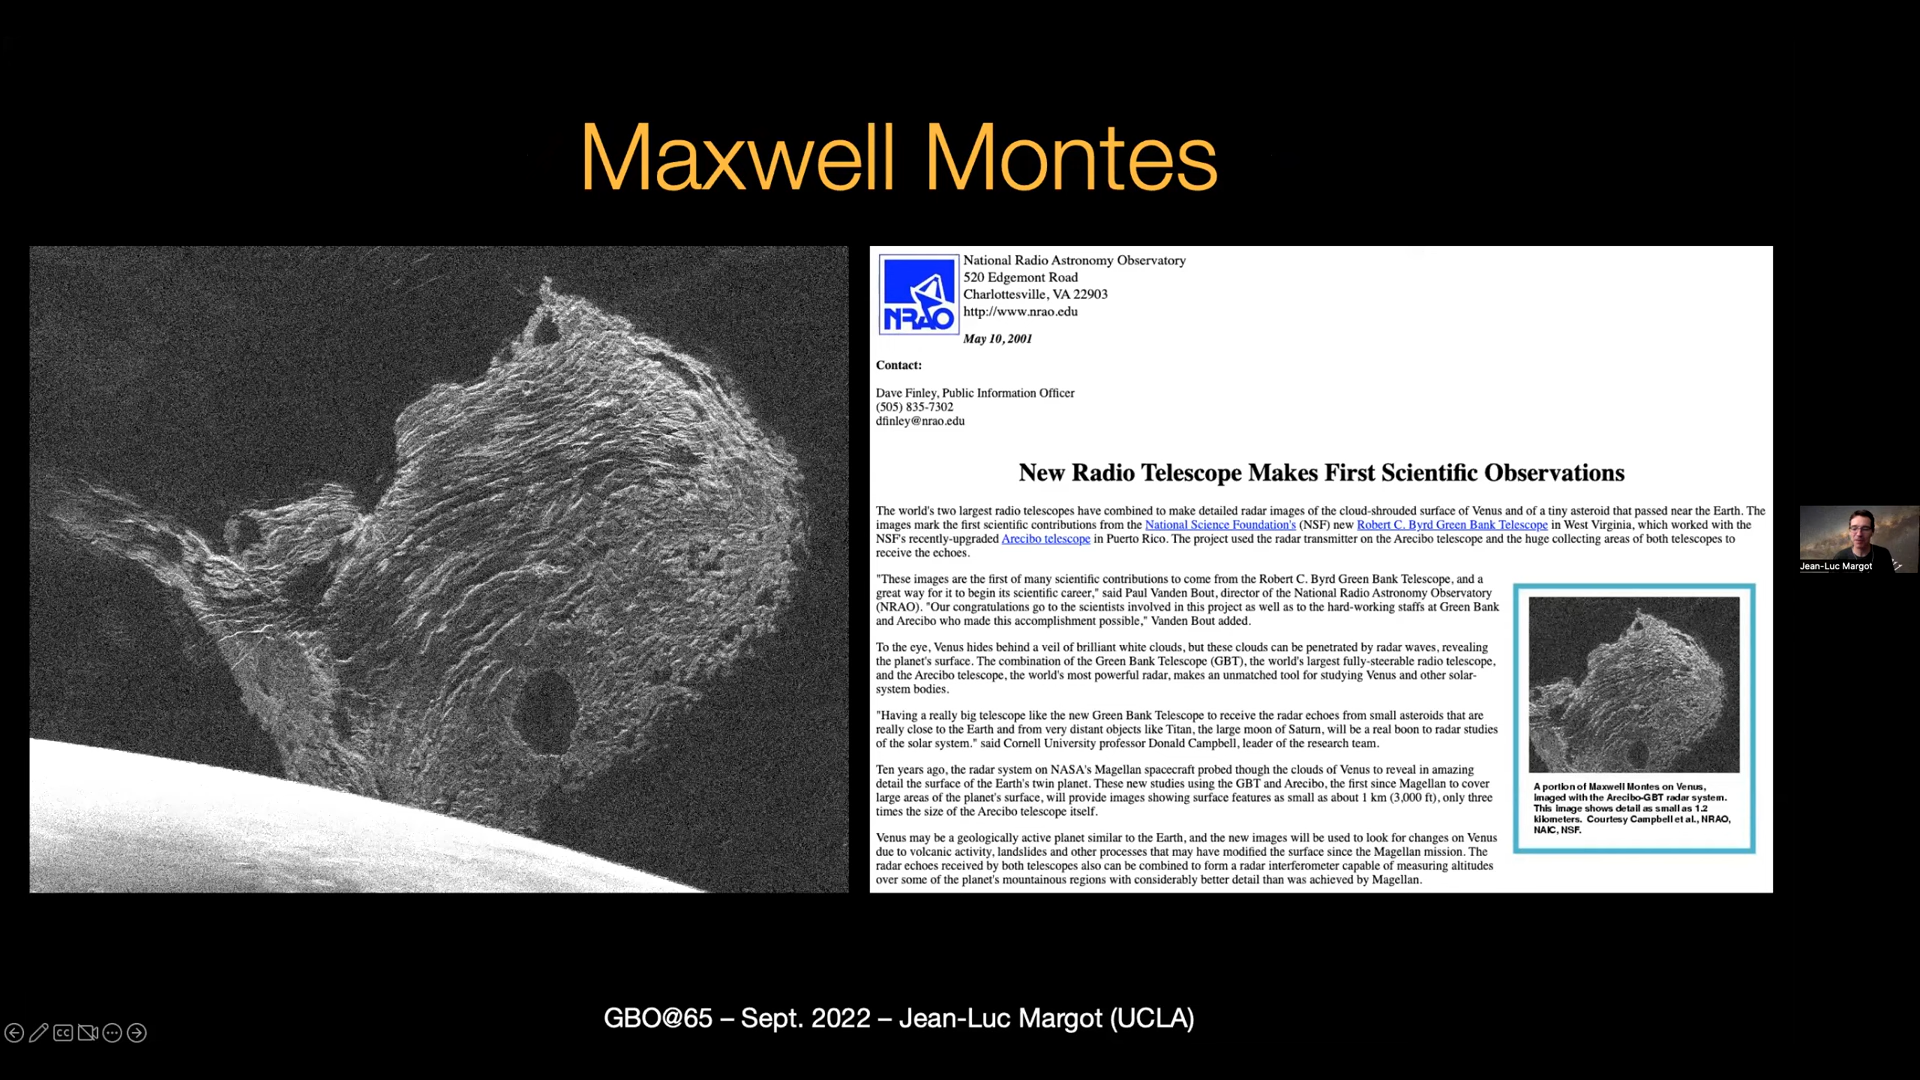 Maxwell Montes
NRAO
National Radio Astronomy Observatory
520 Edgemont Road
Charlottesville, VA 22903
http://www.nrao.edu
May 10, 2001
Contact:
Dave Finley, Public Information Officer
(505) 835-7302
dfinley@nrao.edu
New Radio Telescope Makes First Scientific Observations
The world's two largest radio telescopes have combined to make detailed radar images of the cloud-shrouded surface of Venus and of a tiny asteroid that passed near the Earth. The
images mark the first scientific contributions from the National Science Foundation's (NSF) new Robert C. Byrd Green Bank Telescope in West Virginia, which worked with the
NSF's recently-upgraded Arecibo telescope in Puerto Rico. The project used the radar transmitter on the Arecibo telescope and the huge collecting areas of both telescopes to
receive the echoes.
"These images are the first of many scientific contributions to come from the Robert C. Byrd Green Bank Telescope, and a
great way for it to begin its scientific career," said Paul Vanden Bout, director of the National Radio Astronomy Observatory
(NRAO). "Our congratulations go to the scientists involved in this project as well as to the hard-working staffs at Green Bank
and Arecibo who made this accomplishment possible," Vanden Bout added.
To the eye, Venus hides behind a veil of brilliant white clouds, but these clouds can be penetrated by radar waves, revealing
the planet's surface. The combination of the Green Bank Telescope (GBT), the world's largest fully-steerable radio telescope,
and the Arecibo telescope, the world's most powerful radar, makes an unmatched tool for studying Venus and other solar-
system bodies.
"Having a really big telescope like the new Green Bank Telescope to receive the radar echoes from small asteroids that are
really close to the Earth and from very distant objects like Titan, the large moon of Saturn, will be a real boon to radar studies
of the solar system." said Cornell University professor Donald Campbell, leader of the research team.
Ten years ago, the radar system on NASA's Magellan spacecraft probed though the clouds of Venus to reveal in amazing
detail the surface of the Earth's twin planet. These new studies using the GBT and Arecibo, the first since Magellan to cover
large areas of the planet's surface, will provide images showing surface features as small as about 1 km (3,000 ft), only three
times the size of the Arecibo telescope itself.
Venus may be a geologically active planet similar to the Earth, and the new images will be used to look for changes on Venus
due to volcanic activity, landslides and other processes that may have modified the surface since the Magellan mission. The
radar echoes received by both telescopes also can be combined to form a radar interferometer capable of measuring altitudes
over some of the planet's mountainous regions with considerably better detail than was achieved by Magellan.
A portion of Maxwell Montes on Venus,
imaged with the Arecibo-GBT radar system.
This image shows detail as small as 1.2
kilometers. Courtesy Campbell et al., NRAO,
NAIC, NSF.
Jean-Luc Margot
GBO@65 – Sept. 2022 – Jean-Luc Margot (UCLA)
CC